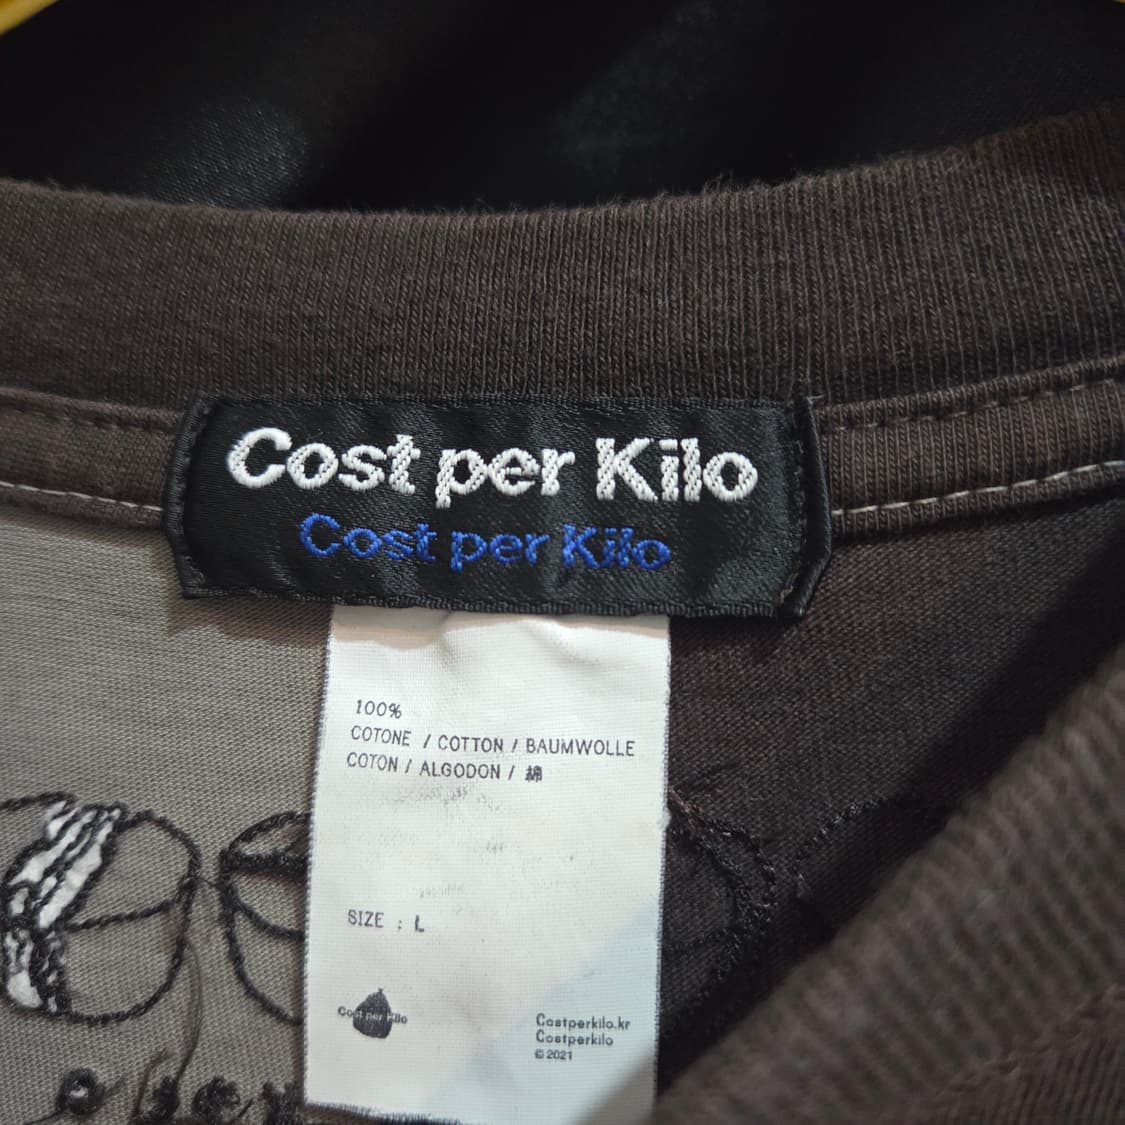 Cost per Kilo
Cost per Kilo
100%
COTONE / COTTON / BAUMWOLLE
COTON / ALGODON / 綿
SIZE : L
Cost per Kilo
Costperkilo.kr
Costperkilo
© 2021